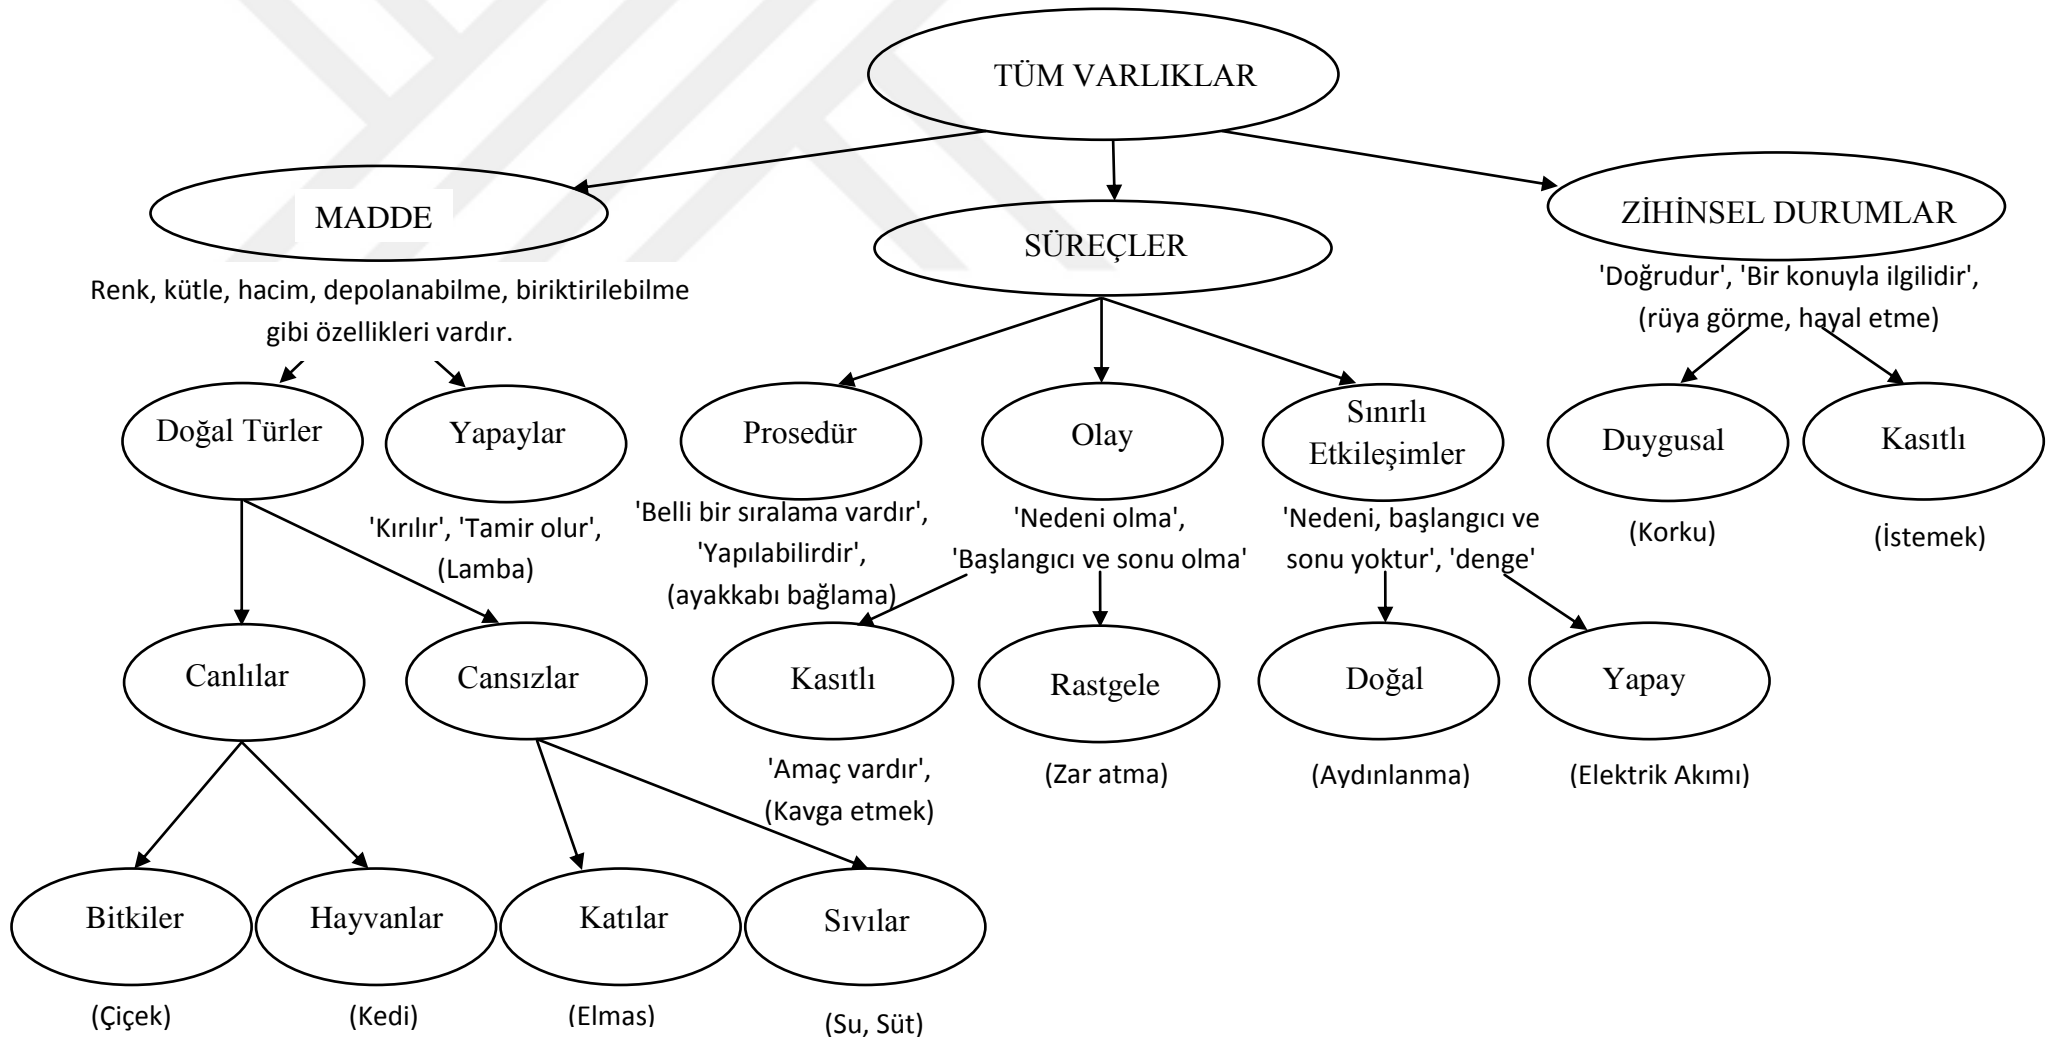 TÜM VARLIKLAR
MADDE
SÜREÇLER
ZİHİNSEL DURUMLAR
Renk, kütle, hacim, depolanabilme, biriktirilebilme
gibi özellikleri vardır.
'Doğrudur', 'Bir konuyla ilgilidir',
(rüya görme, hayal etme)
Doğal Türler
Yapaylar
Prosedür
Olay
Sınırlı
Etkileşimler
Duygusal
Kasıtlı
'Kırılır', 'Tamir olur',
(Lamba)
'Belli bir sıralama vardır',
'Yapılabilirdir',
(ayakkabı bağlama)
'Nedeni olma',
'Başlangıcı ve sonu olma'
'Nedeni, başlangıcı ve
sonu yoktur', 'denge'
(Korku)
(İstemek)
Canlılar
Cansızlar
Kasıtlı
Rastgele
Doğal
Yapay
'Amaç vardır',
(Kavga etmek)
(Zar atma)
(Aydınlanma)
(Elektrik Akımı)
Bitkiler
Hayvanlar
Katılar
Sıvılar
(Çiçek)
(Kedi)
(Elmas)
(Su, Süt)